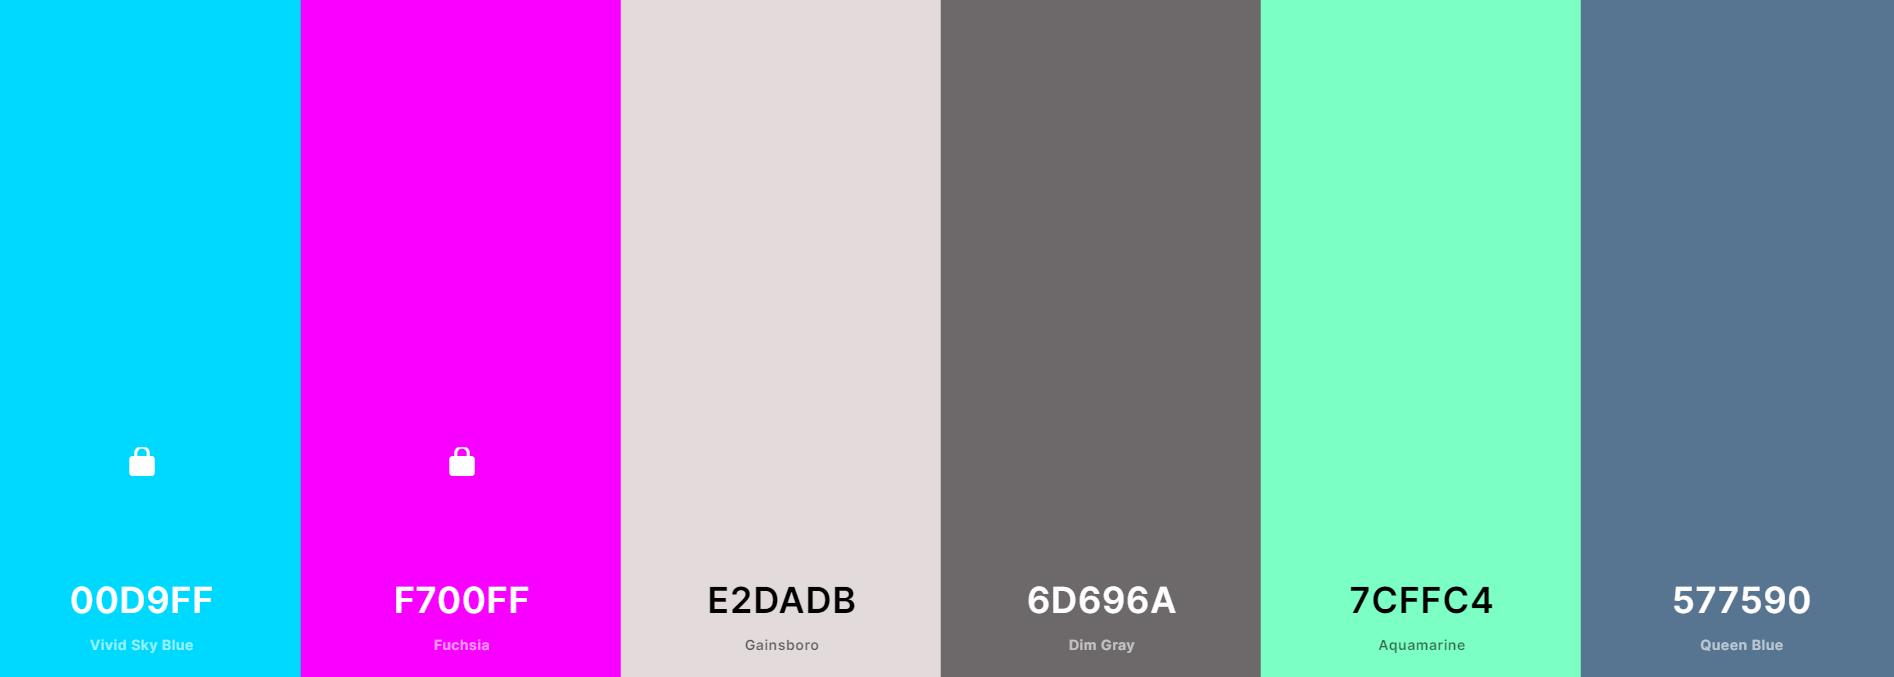 00D9FF
Vivid Sky Blue
F700FF
Fuchsia
E2DADB
Gainsboro
6D696A
Dim Gray
7CFFC4
Aquamarine
577590
Queen Blue